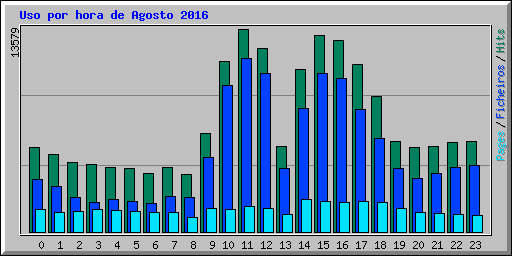 Uso por hora de Agosto 2016
13579
Pages / Ficheiros / Hits
0 1 2 3 4 5 6 7 8 9 10 11 12 13 14 15 16 17 18 19 20 21 22 23